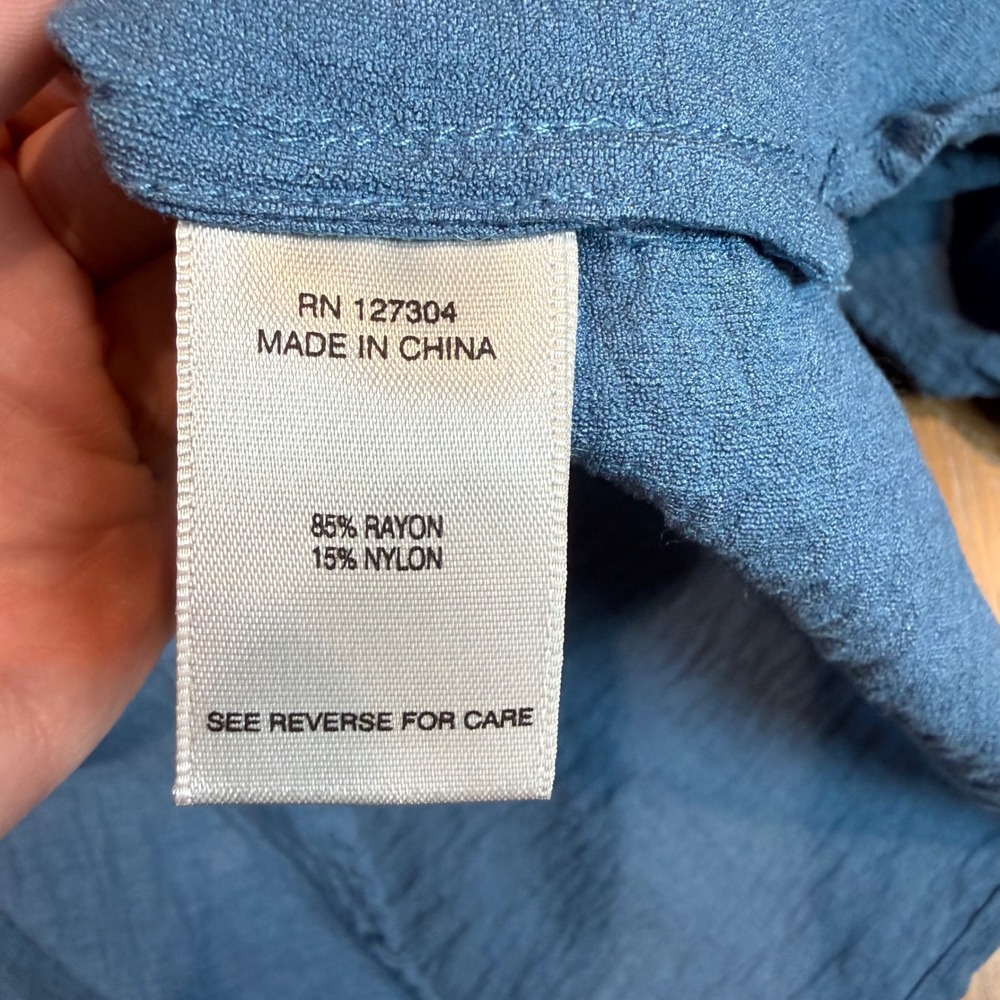 RN 127304
MADE IN CHINA
85% RAYON
15% NYLON
SEE REVERSE FOR CARE